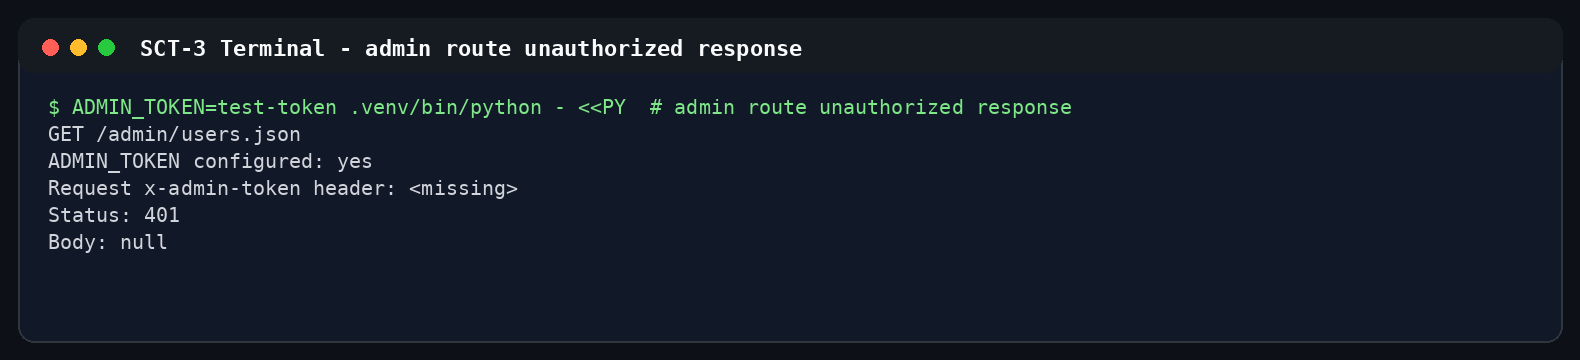 SCT-3 Terminal - admin route unauthorized response
$ ADMIN_TOKEN=test-token .venv/bin/python - <<PY  # admin route unauthorized response
GET /admin/users.json
ADMIN_TOKEN configured: yes
Request x-admin-token header: <missing>
Status: 401
Body: null